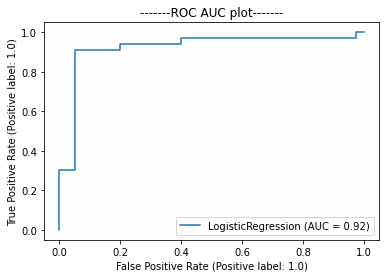 -------ROC AUC plot-------
True Positive Rate (Positive label: 1.0)
1.0
0.8
0.6
0.4
0.2
0.0
LogisticRegression (AUC = 0.92)
0.0 0.2 0.4 0.6 0.8 1.0
False Positive Rate (Positive label: 1.0)